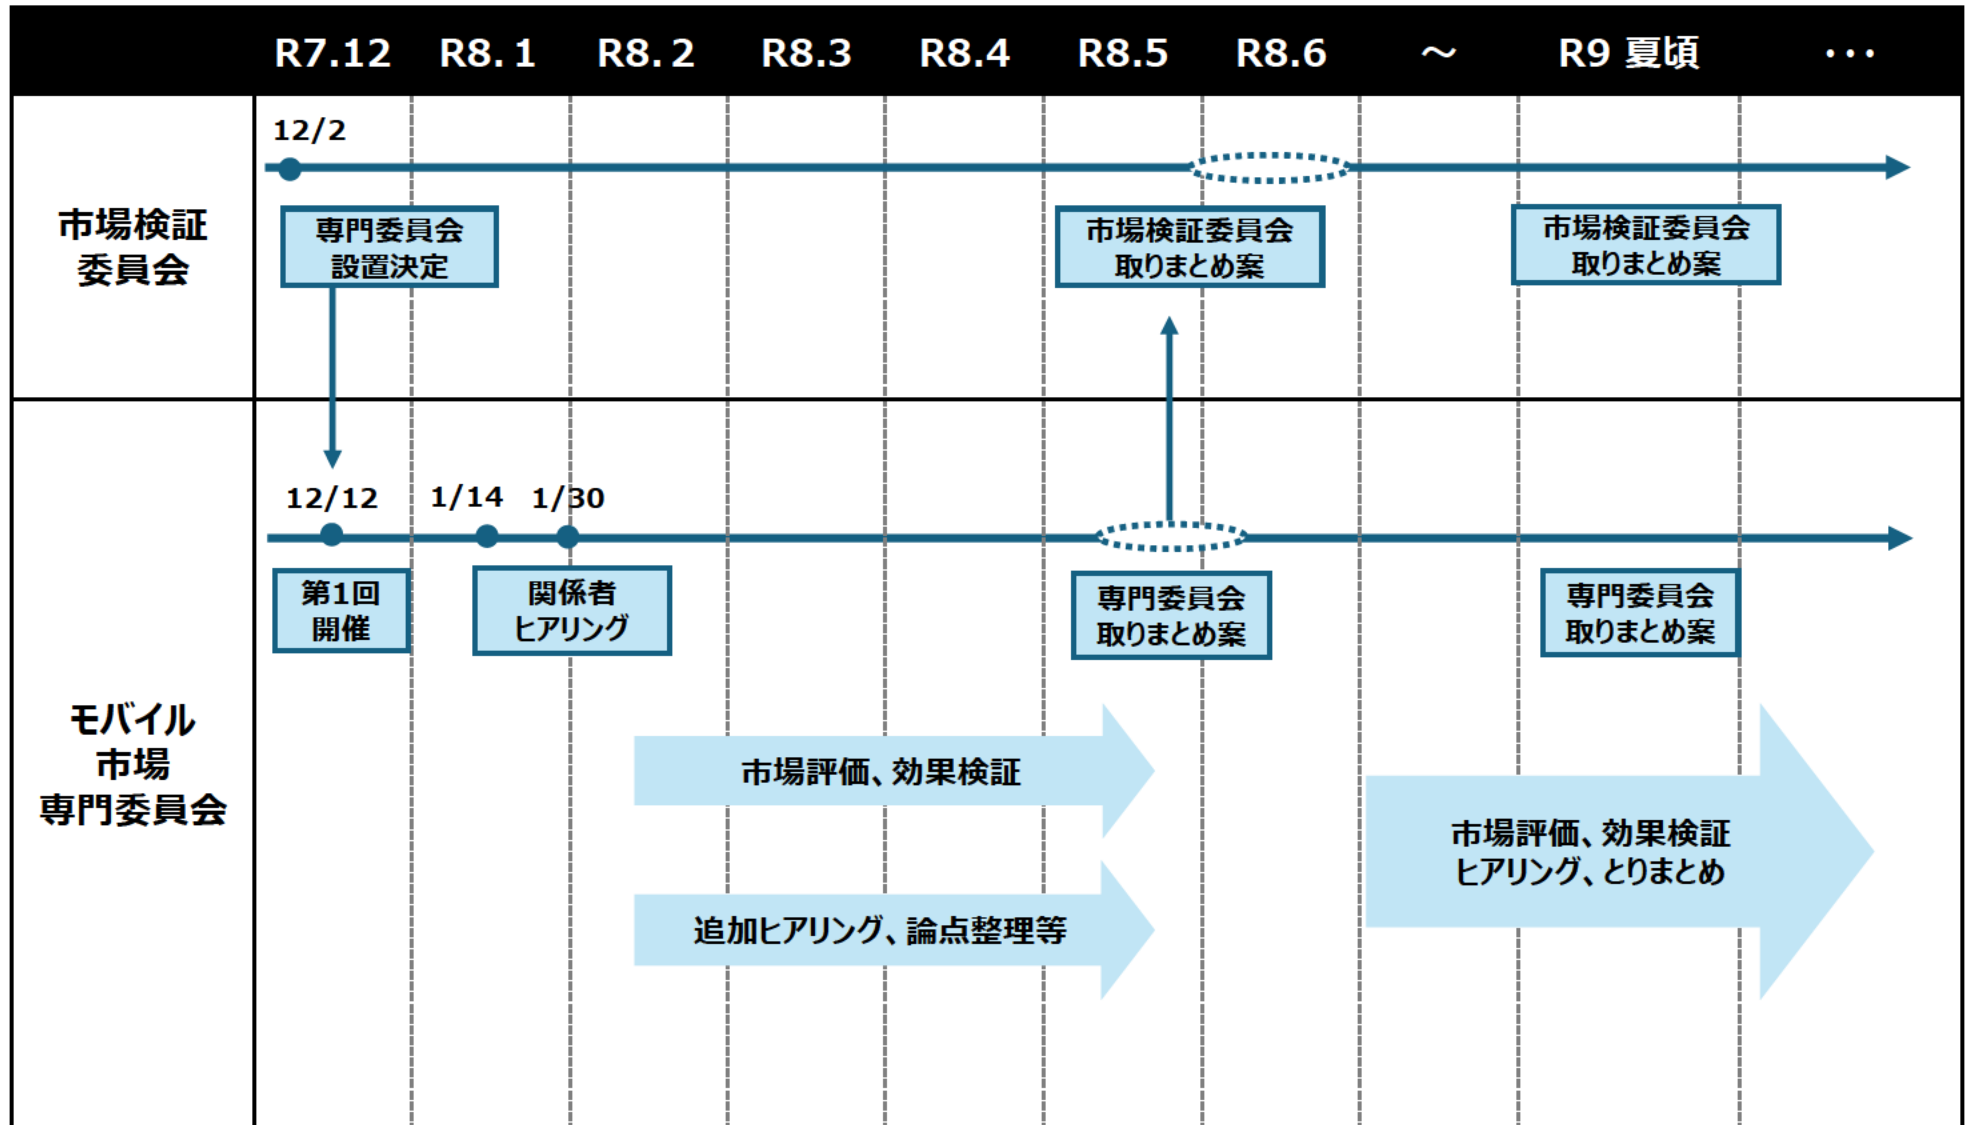 R7.12 R8. 1 R8. 2 R8.3 R8.4 R8.5 R8.6 ～ R9 夏頃 ･･･
市場検証
委員会
12/2
専門委員会
設置決定
市場検証委員会
取りまとめ案
市場検証委員会
取りまとめ案
モバイル
市場
専門委員会
12/12 1/14 1/30
第1回
開催
関係者
ヒアリング
専門委員会
取りまとめ案
専門委員会
取りまとめ案
市場評価、効果検証
追加ヒアリング、論点整理等
市場評価、効果検証
ヒアリング、とりまとめ